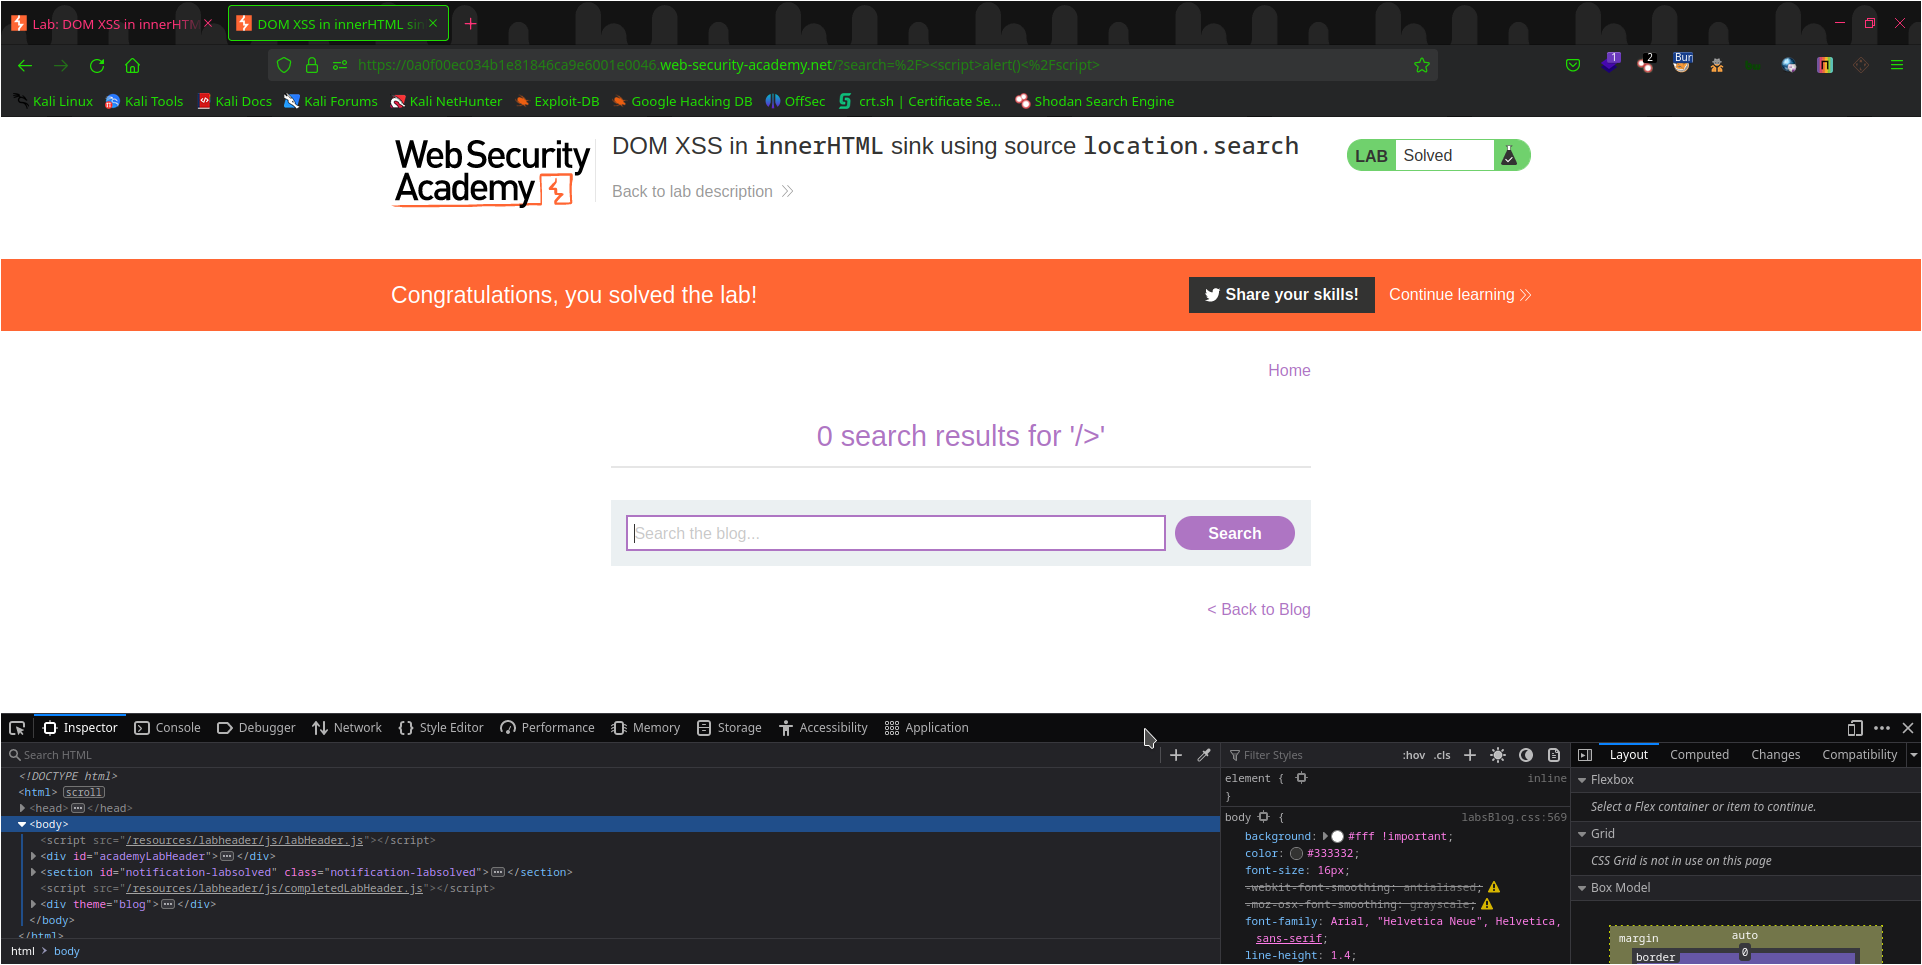 Lab: DOM XSS in innerHTM
DOM XSS in innerHTML sin
https://0a0f00ec034b1e81846ca9e6001e0046.web-security-academy.net/?search=%2F><script>alert()<%2Fscript>
1
2
Bur
Kali Linux
Kali Tools
Kali Docs
Kali Forums
Kali NetHunter
Exploit-DB
Google Hacking DB
OffSec
crt.sh | Certificate Se...
Shodan Search Engine
Web Security
Academy
DOM XSS in innerHTML sink using source location.search
Back to lab description
LAB Solved
Congratulations, you solved the lab!
Share your skills!
Continue learning
Home
0 search results for '/>'
Search the blog...
Search
< Back to Blog
Inspector
Console
Debugger
Network
Style Editor
Performance
Memory
Storage
Accessibility
Application
Search HTML
<!DOCTYPE html>
<html> scroll
<head> </head>
<body>
<script src="/resources/labheader/js/labHeader.js"></script>
<div id="academyLabHeader"> </div>
<section id="notification-labsolved" class="notification-labsolved"> </section>
<script src="/resources/labheader/js/completedLabHeader.js"></script>
<div theme="blog"> </div>
</body>
</html>
html > body
Filter Styles
:hov .cls
element { inline
}
body { labsBlog.css:569
background: #fff !important;
color: #333332;
font-size: 16px;
-webkit-font-smoothing: antialiased;
-moz-osx-font-smoothing: grayscale;
font-family: Arial, "Helvetica Neue", Helvetica,
sans-serif;
line-height: 1.4;
Layout
Computed
Changes
Compatibility
Flexbox
Select a Flex container or item to continue.
Grid
CSS Grid is not in use on this page
Box Model
margin auto
border 0